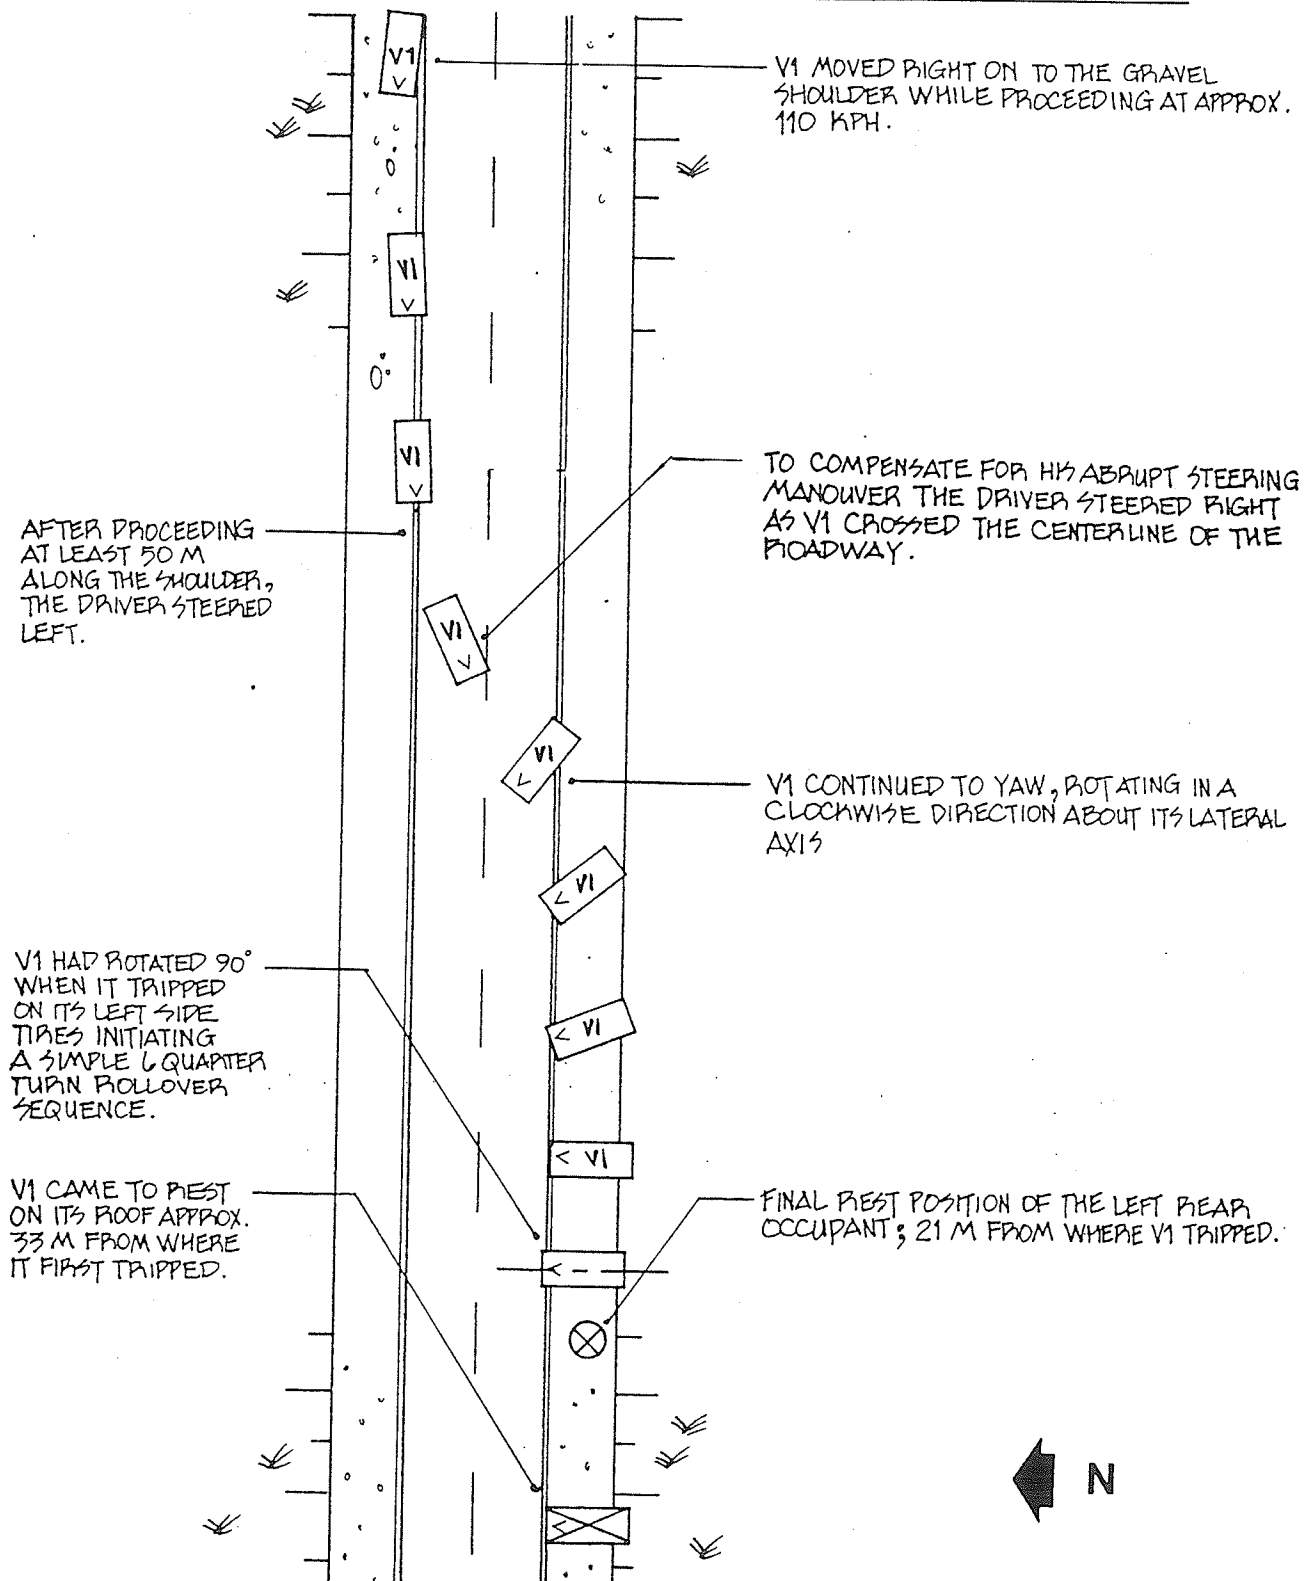 V1
V1 MOVED RIGHT ON TO THE GRAVEL
SHOULDER WHILE PROCEEDING AT APPROX.
110 KPH.
V1
V1
TO COMPENSATE FOR HIS ABRUPT STEERING
MANOUVER THE DRIVER STEERED RIGHT
AS V1 CROSSED THE CENTERLINE OF THE
ROADWAY.
AFTER PROCEEDING
AT LEAST 50 M
ALONG THE SHOULDER,
THE DRIVER STEERED
LEFT.
V1
V1
V1 CONTINUED TO YAW, ROTATING IN A
CLOCKWISE DIRECTION ABOUT ITS LATERAL
AXIS
V1
V1 HAD ROTATED 90°
WHEN IT TRIPPED
ON ITS LEFT SIDE
TIRES INITIATING
A SIMPLE 6 QUARTER
TURN ROLLOVER
SEQUENCE.
V1
V1
V1 CAME TO REST
ON ITS ROOF APPROX.
33 M FROM WHERE
IT FIRST TRIPPED.
FINAL REST POSITION OF THE LEFT REAR
OCCUPANT; 21 M FROM WHERE V1 TRIPPED.
N